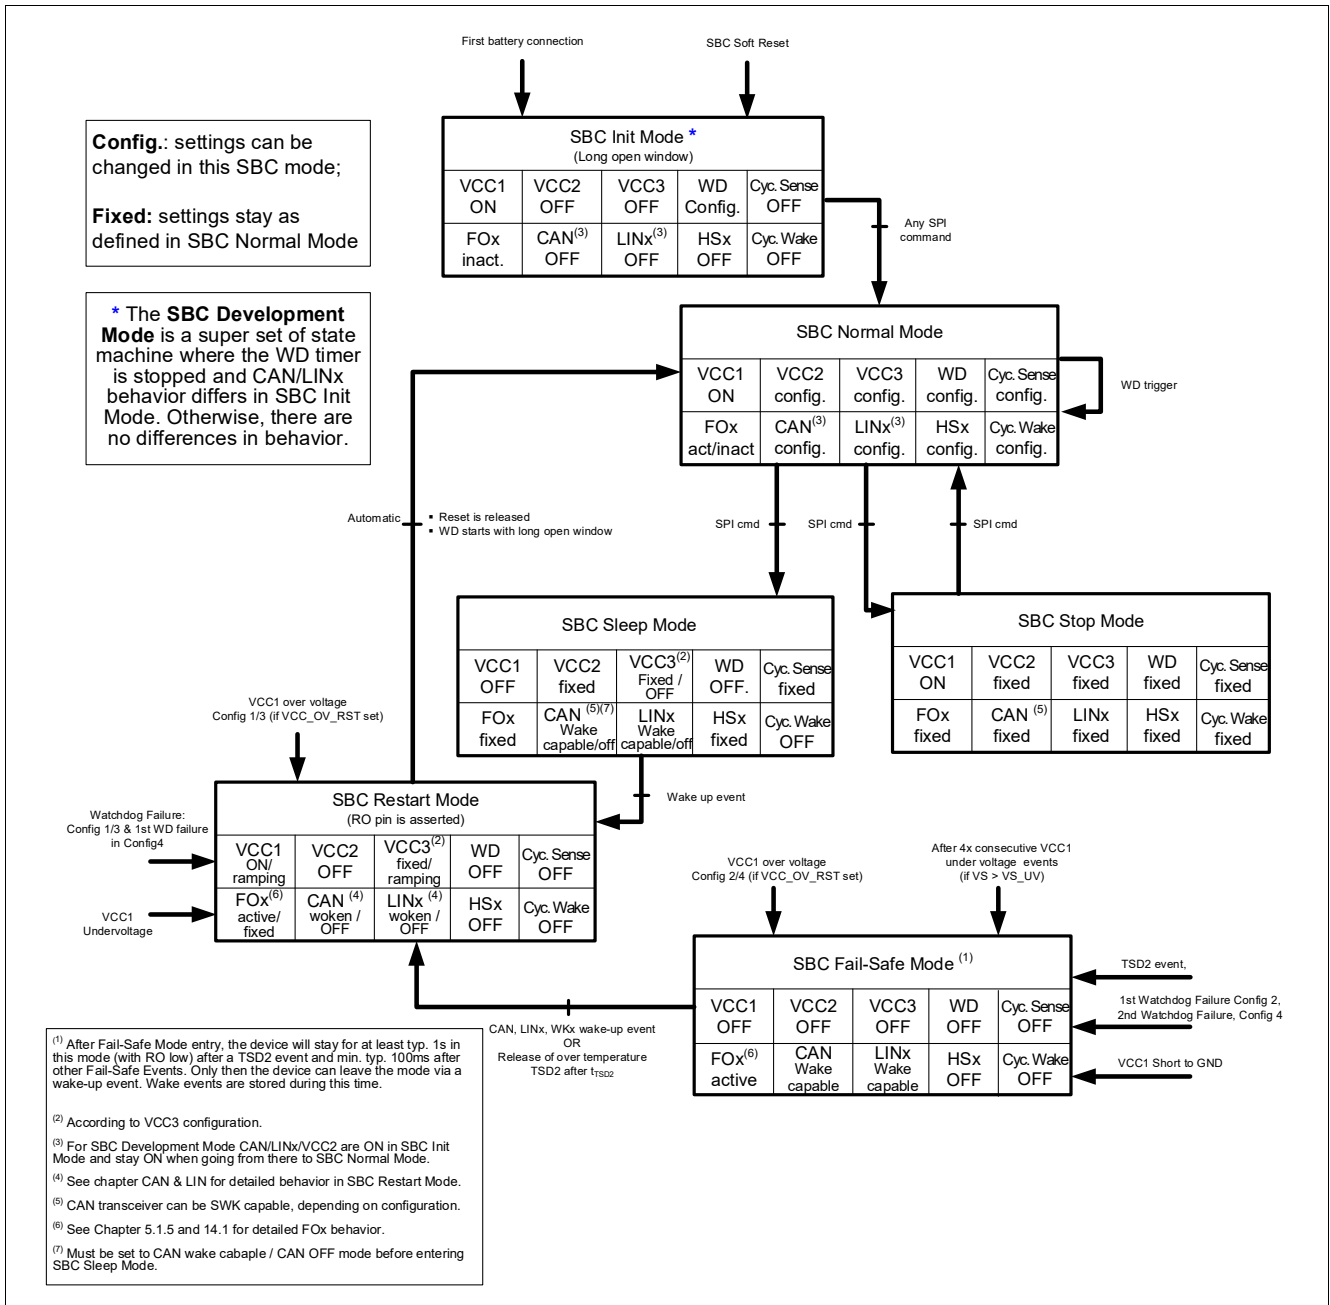 First battery connection
SBC Soft Reset
Config.: settings can be
changed in this SBC mode;
Fixed: settings stay as
defined in SBC Normal Mode
* The SBC Development
Mode is a super set of state
machine where the WD timer
is stopped and CAN/LINx
behavior differs in SBC Init
Mode. Otherwise, there are
no differences in behavior.
SBC Init Mode *
(Long open window)
VCC1
ON
VCC2
OFF
VCC3
OFF
WD
Config.
Cyc. Sense
OFF
FOx
inact.
CAN(3)
OFF
LINx(3)
OFF
HSx
OFF
Cyc. Wake
OFF
Any SPI
command
SBC Normal Mode
VCC1
ON
VCC2
config.
VCC3
config.
WD
config.
Cyc. Sense
config.
FOx
act/inact
CAN(3)
config.
LINx(3)
config.
HSx
config.
Cyc. Wake
config.
WD trigger
Automatic
▪ Reset is released
▪ WD starts with long open window
SPI cmd
SPI cmd
SPI cmd
SBC Sleep Mode
VCC1
OFF
VCC2
fixed
VCC3(2)
Fixed /
OFF
WD
OFF.
Cyc. Sense
fixed
FOx
fixed
CAN (5)(7)
Wake
capable/off
LINx
Wake
capable/off
HSx
fixed
Cyc. Wake
OFF
SBC Stop Mode
VCC1
ON
VCC2
fixed
VCC3
fixed
WD
fixed
Cyc. Sense
fixed
FOx
fixed
CAN (5)
fixed
LINx
fixed
HSx
fixed
Cyc. Wake
fixed
VCC1 over voltage
Config 1/3 (if VCC_OV_RST set)
Wake up event
Watchdog Failure:
Config 1/3 & 1st WD failure
in Config4
VCC1
Undervoltage
SBC Restart Mode
(RO pin is asserted)
VCC1
ON/
ramping
VCC2
OFF
VCC3(2)
fixed/
ramping
WD
OFF
Cyc. Sense
OFF
FOx(6)
active/
fixed
CAN (4)
woken /
OFF
LINx (4)
woken /
OFF
HSx
OFF
Cyc. Wake
OFF
VCC1 over voltage
Config 2/4 (if VCC_OV_RST set)
After 4x consecutive VCC1
under voltage events
(if VS > VS_UV)
SBC Fail-Safe Mode (1)
VCC1
OFF
VCC2
OFF
VCC3
OFF
WD
OFF
Cyc. Sense
OFF
FOx(6)
active
CAN
Wake
capable
LINx
Wake
capable
HSx
OFF
Cyc. Wake
OFF
TSD2 event,
1st Watchdog Failure Config 2,
2nd Watchdog Failure, Config 4
VCC1 Short to GND
CAN, LINx, WKx wake-up event
OR
Release of over temperature
TSD2 after tTSD2
(1) After Fail-Safe Mode entry, the device will stay for at least typ. 1s in
this mode (with RO low) after a TSD2 event and min. typ. 100ms after
other Fail-Safe Events. Only then the device can leave the mode via a
wake-up event. Wake events are stored during this time.
(2) According to VCC3 configuration.
(3) For SBC Development Mode CAN/LINx/VCC2 are ON in SBC Init
Mode and stay ON when going from there to SBC Normal Mode.
(4) See chapter CAN & LIN for detailed behavior in SBC Restart Mode.
(5) CAN transceiver can be SWK capable, depending on configuration.
(6) See Chapter 5.1.5 and 14.1 for detailed FOx behavior.
(7) Must be set to CAN wake cabaple / CAN OFF mode before entering
SBC Sleep Mode.